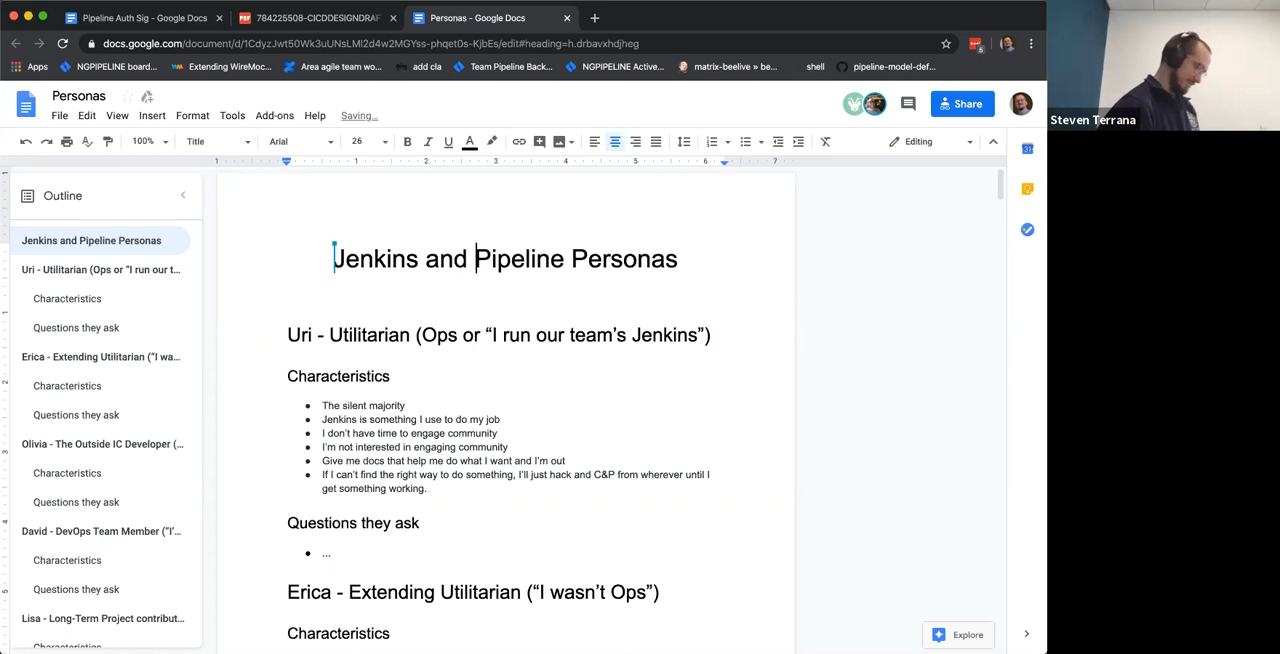 Pipeline Auth Sig - Google Docs
784225508-CICDDESIGNDRAF
Personas - Google Docs
docs.google.com/document/d/1CdyzJwt50Wk3uUNsLMl2d4w2MGYss-phqet0s-KjbEs/edit#heading=h.drbavxhdjheg
Apps
NGPIPELINE board...
Extending WireMoc...
Area agile team wo...
add cla
Team Pipeline Back...
NGPIPELINE Active...
matrix-beelive » be...
shell
pipeline-model-def...
Personas
File Edit View Insert Format Tools Add-ons Help Saving...
Share
100% Title Arial 26 B I U A Editing
1 1 2 3 4 5 6 7
Outline
Jenkins and Pipeline Personas
Uri - Utilitarian (Ops or “I run our t...
Characteristics
Questions they ask
Erica - Extending Utilitarian (“I wa...
Characteristics
Questions they ask
Olivia - The Outside IC Developer (...
Characteristics
Questions they ask
David - DevOps Team Member (“I’...
Characteristics
Questions they ask
Lisa - Long-Term Project contribut...
Characteristics
Jenkins and Pipeline Personas
Uri - Utilitarian (Ops or “I run our team’s Jenkins”)
Characteristics
● The silent majority
● Jenkins is something I use to do my job
● I don’t have time to engage community
● I’m not interested in engaging community
● Give me docs that help me do what I want and I’m out
● If I can’t find the right way to do something, I’ll just hack and C&P from wherever until I
get something working.
Questions they ask
● ...
Erica - Extending Utilitarian (“I wasn’t Ops”)
Characteristics
Explore
Steven Terrana